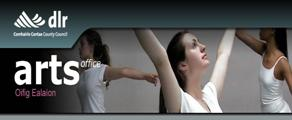 dlr
Comhairle Contae County Council
arts office
Oifig Ealaíon